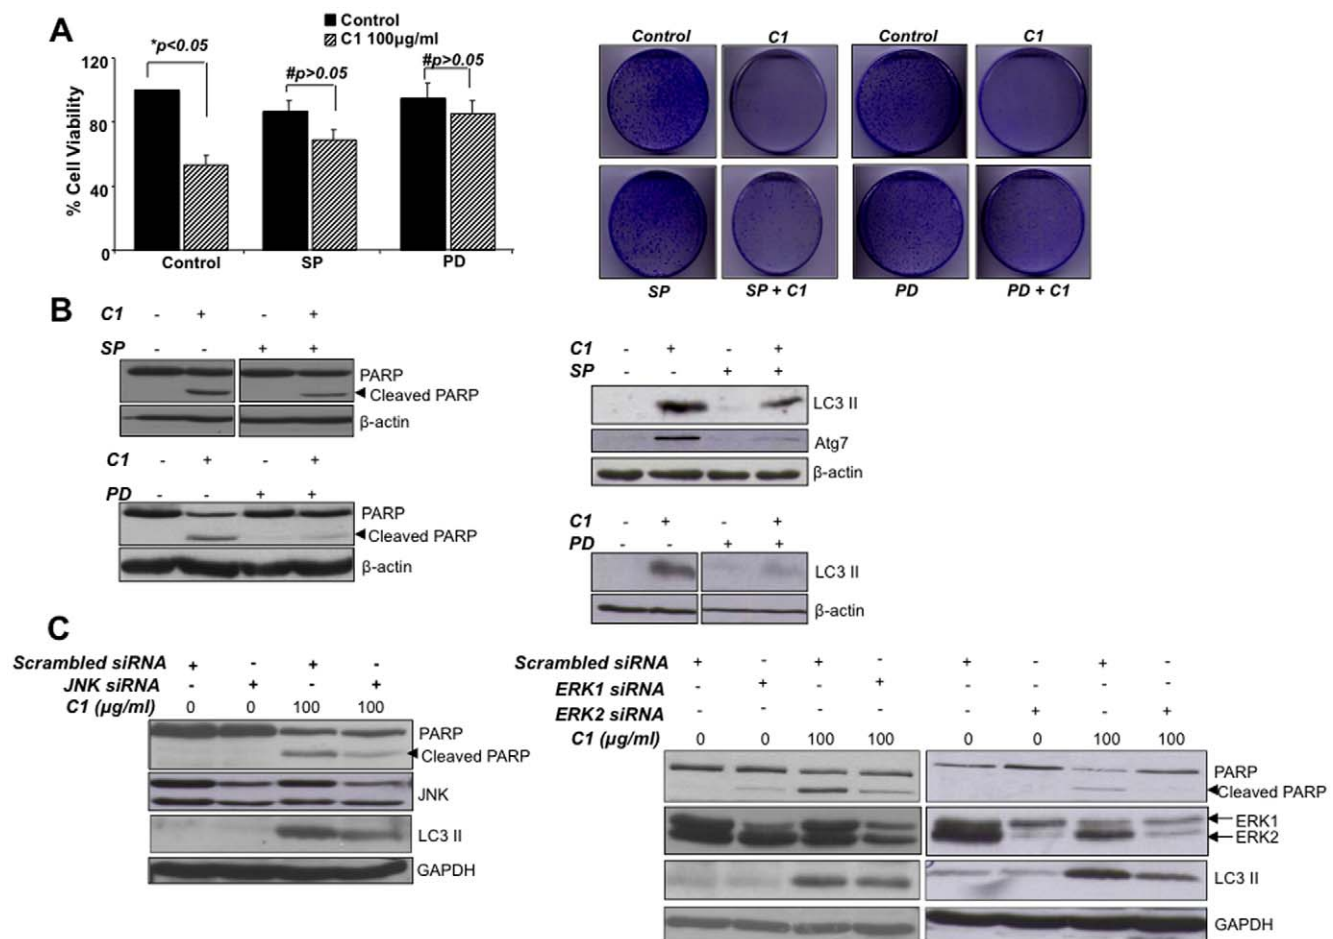 A
Control
C1 100µg/ml
*p<0.05
#p>0.05
#p>0.05
% Cell Viability
120
80
40
0
Control SP PD
Control C1 Control C1
SP SP + C1 PD PD + C1
B
C1 - + - +
SP - - + +
PARP
Cleaved PARP
β-actin
C1 - + - +
PD - - + +
PARP
Cleaved PARP
β-actin
C1 - + - +
SP - - + +
LC3 II
Atg7
β-actin
C1 - + - +
PD - - + +
LC3 II
β-actin
C
Scrambled siRNA + - + -
JNK siRNA - + - +
C1 (µg/ml) 0 0 100 100
PARP
Cleaved PARP
JNK
LC3 II
GAPDH
Scrambled siRNA + - + - + - + -
ERK1 siRNA - + - + - - - -
ERK2 siRNA - - - - - + - +
C1 (µg/ml) 0 0 100 100 0 0 100 100
PARP
Cleaved PARP
ERK1
ERK2
LC3 II
GAPDH